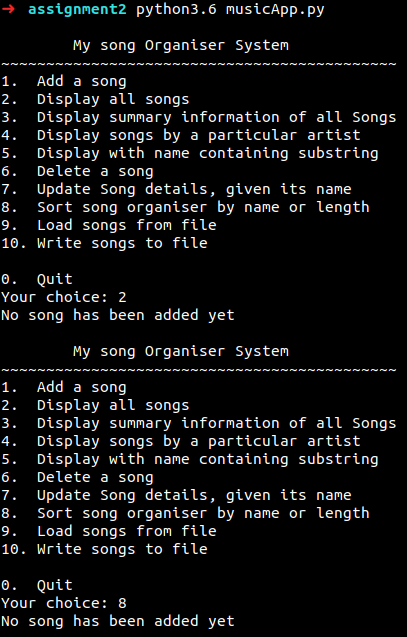 ➜ assignment2 python3.6 musicApp.py
My song Organiser System
~~~~~~~~~~~~~~~~~~~~~~~~~~~~~~~~~~~~~~~~~~~~
1. Add a song
2. Display all songs
3. Display summary information of all Songs
4. Display songs by a particular artist
5. Display with name containing substring
6. Delete a song
7. Update Song details, given its name
8. Sort song organiser by name or length
9. Load songs from file
10. Write songs to file
0. Quit
Your choice: 2
No song has been added yet
My song Organiser System
~~~~~~~~~~~~~~~~~~~~~~~~~~~~~~~~~~~~~~~~~~~~
1. Add a song
2. Display all songs
3. Display summary information of all Songs
4. Display songs by a particular artist
5. Display with name containing substring
6. Delete a song
7. Update Song details, given its name
8. Sort song organiser by name or length
9. Load songs from file
10. Write songs to file
0. Quit
Your choice: 8
No song has been added yet